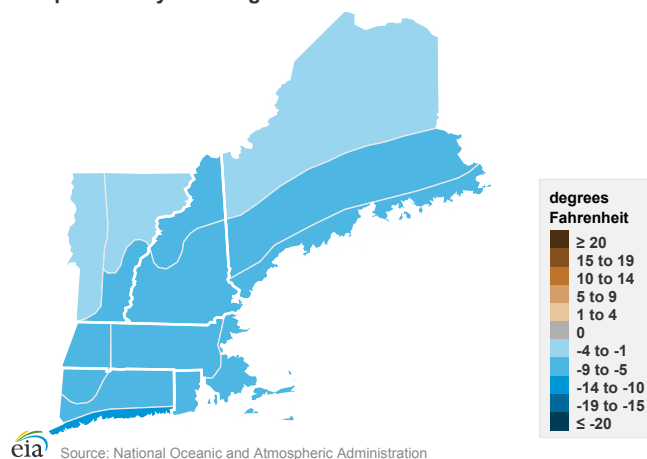 degrees
Fahrenheit
≥ 20
15 to 19
10 to 14
5 to 9
1 to 4
0
-4 to -1
-9 to -5
-14 to -10
-19 to -15
≤ -20
eia
Source: National Oceanic and Atmospheric Administration